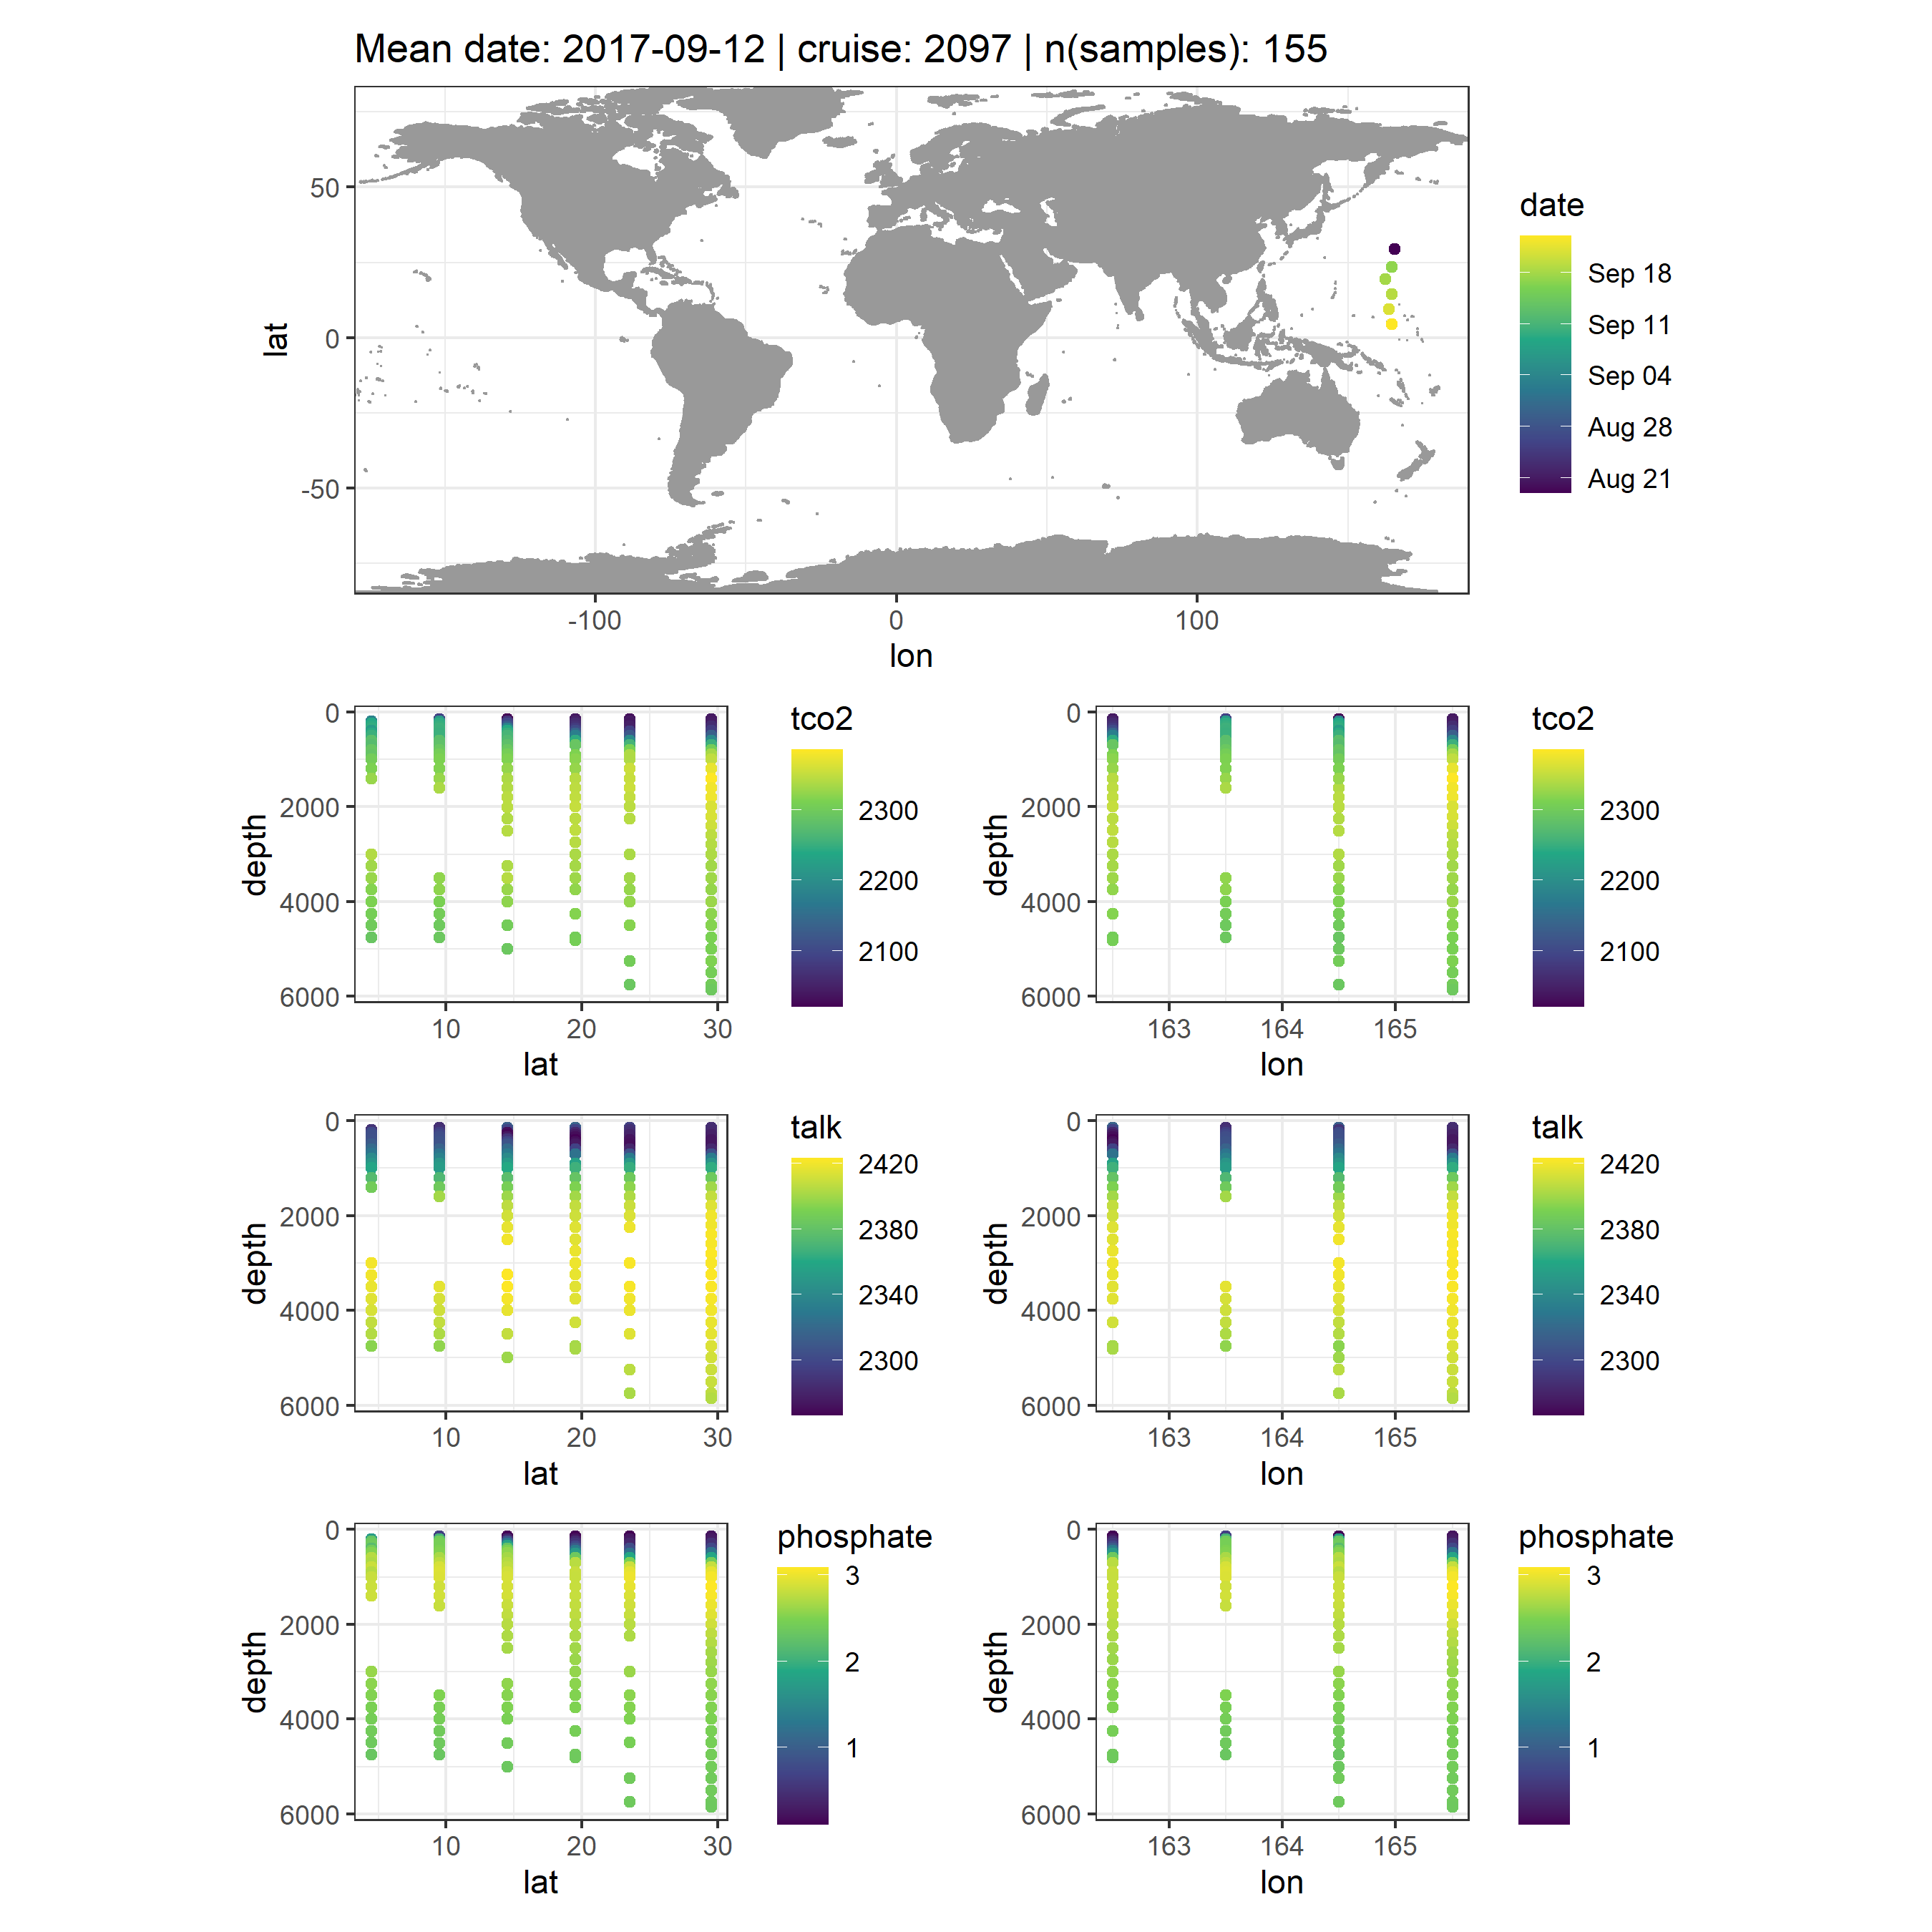 Mean date: 2017-09-12 | cruise: 2097 | n(samples): 155
50
0
-50
lat
-100
0
100
lon
date
Sep 18
Sep 11
Sep 04
Aug 28
Aug 21
0
2000
4000
6000
depth
10
20
30
lat
tco2
2300
2200
2100
0
2000
4000
6000
depth
163
164
165
lon
tco2
2300
2200
2100
0
2000
4000
6000
depth
10
20
30
lat
talk
2420
2380
2340
2300
0
2000
4000
6000
depth
163
164
165
lon
talk
2420
2380
2340
2300
0
2000
4000
6000
depth
10
20
30
lat
phosphate
3
2
1
0
2000
4000
6000
depth
163
164
165
lon
phosphate
3
2
1